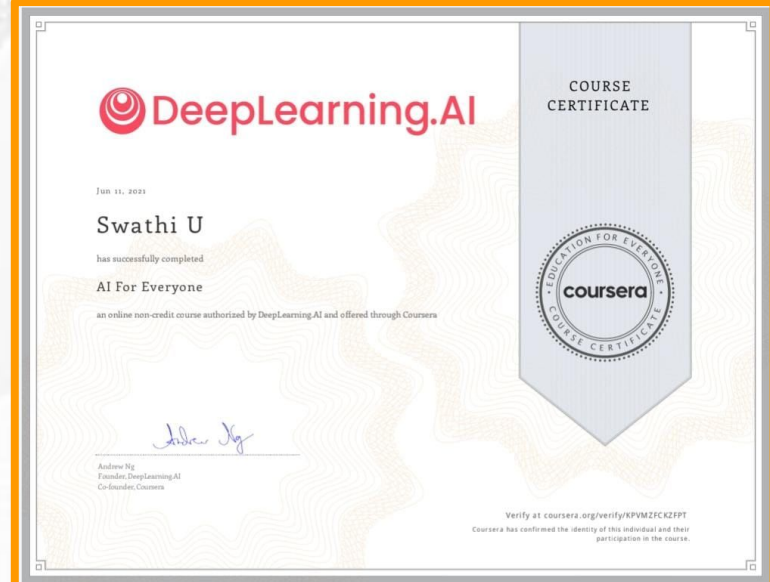 DeepLearning.AI
COURSE
CERTIFICATE
Jun 11, 2021
Swathi U
has successfully completed
AI For Everyone
an online non-credit course authorized by DeepLearning.AI and offered through Coursera
EDUCATION FOR EVERYONE
coursera
COURSE CERTIFICATE
Andrew Ng
Andrew Ng
Founder, DeepLearning.AI
Co-founder, Coursera
Verify at coursera.org/verify/KPVMZFCKZFPT
Coursera has confirmed the identity of this individual and their
participation in the course.